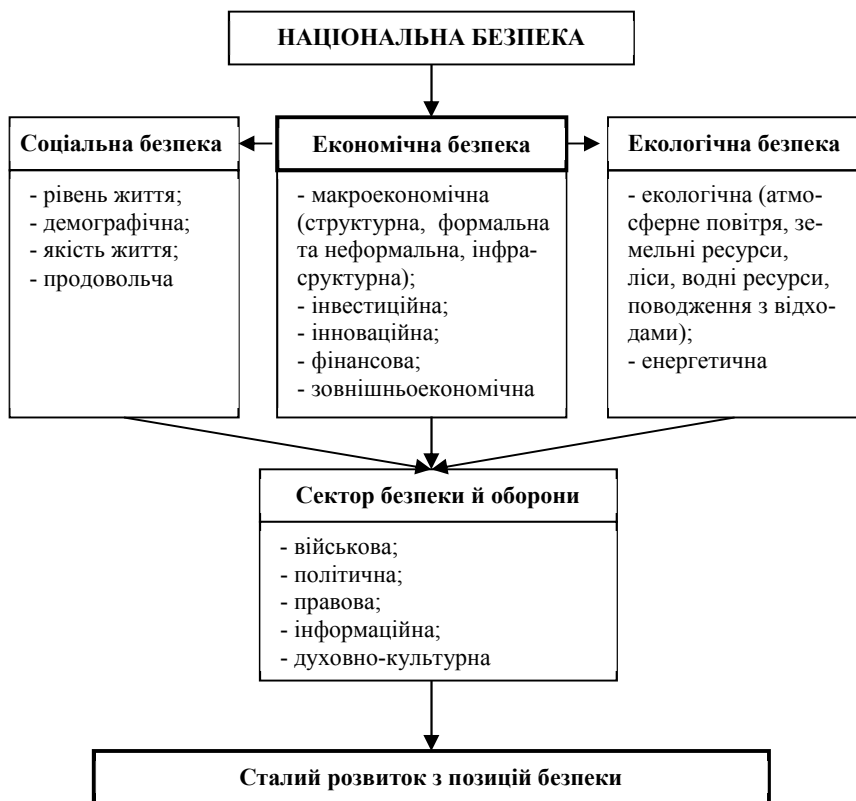 НАЦІОНАЛЬНА БЕЗПЕКА
Соціальна безпека
- рівень життя;
- демографічна;
- якість життя;
- продовольча
Економічна безпека
- макроекономічна
(структурна, формальна
та неформальна, інфра-
сруктурна);
- інвестиційна;
- інноваційна;
- фінансова;
- зовнішньоекономічна
Екологічна безпека
- екологічна (атмо-
сферне повітря, зе-
мельні ресурси,
ліси, водні ресурси,
поводження з відхо-
дами);
- енергетична
Сектор безпеки й оборони
- військова;
- політична;
- правова;
- інформаційна;
- духовно-культурна
Сталий розвиток з позицій безпеки